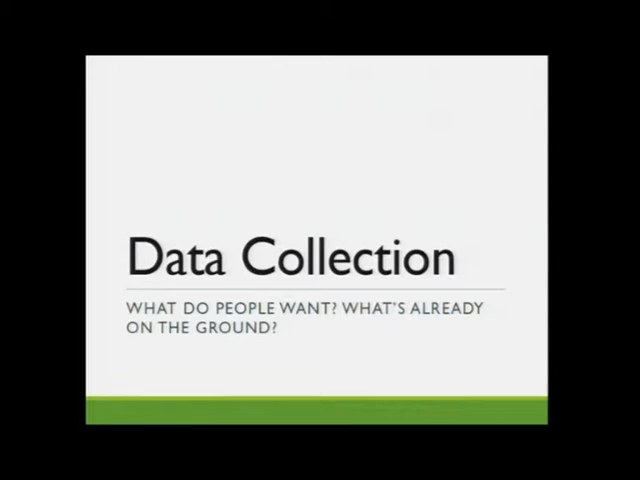 Data Collection
WHAT DO PEOPLE WANT? WHAT'S ALREADY
ON THE GROUND?